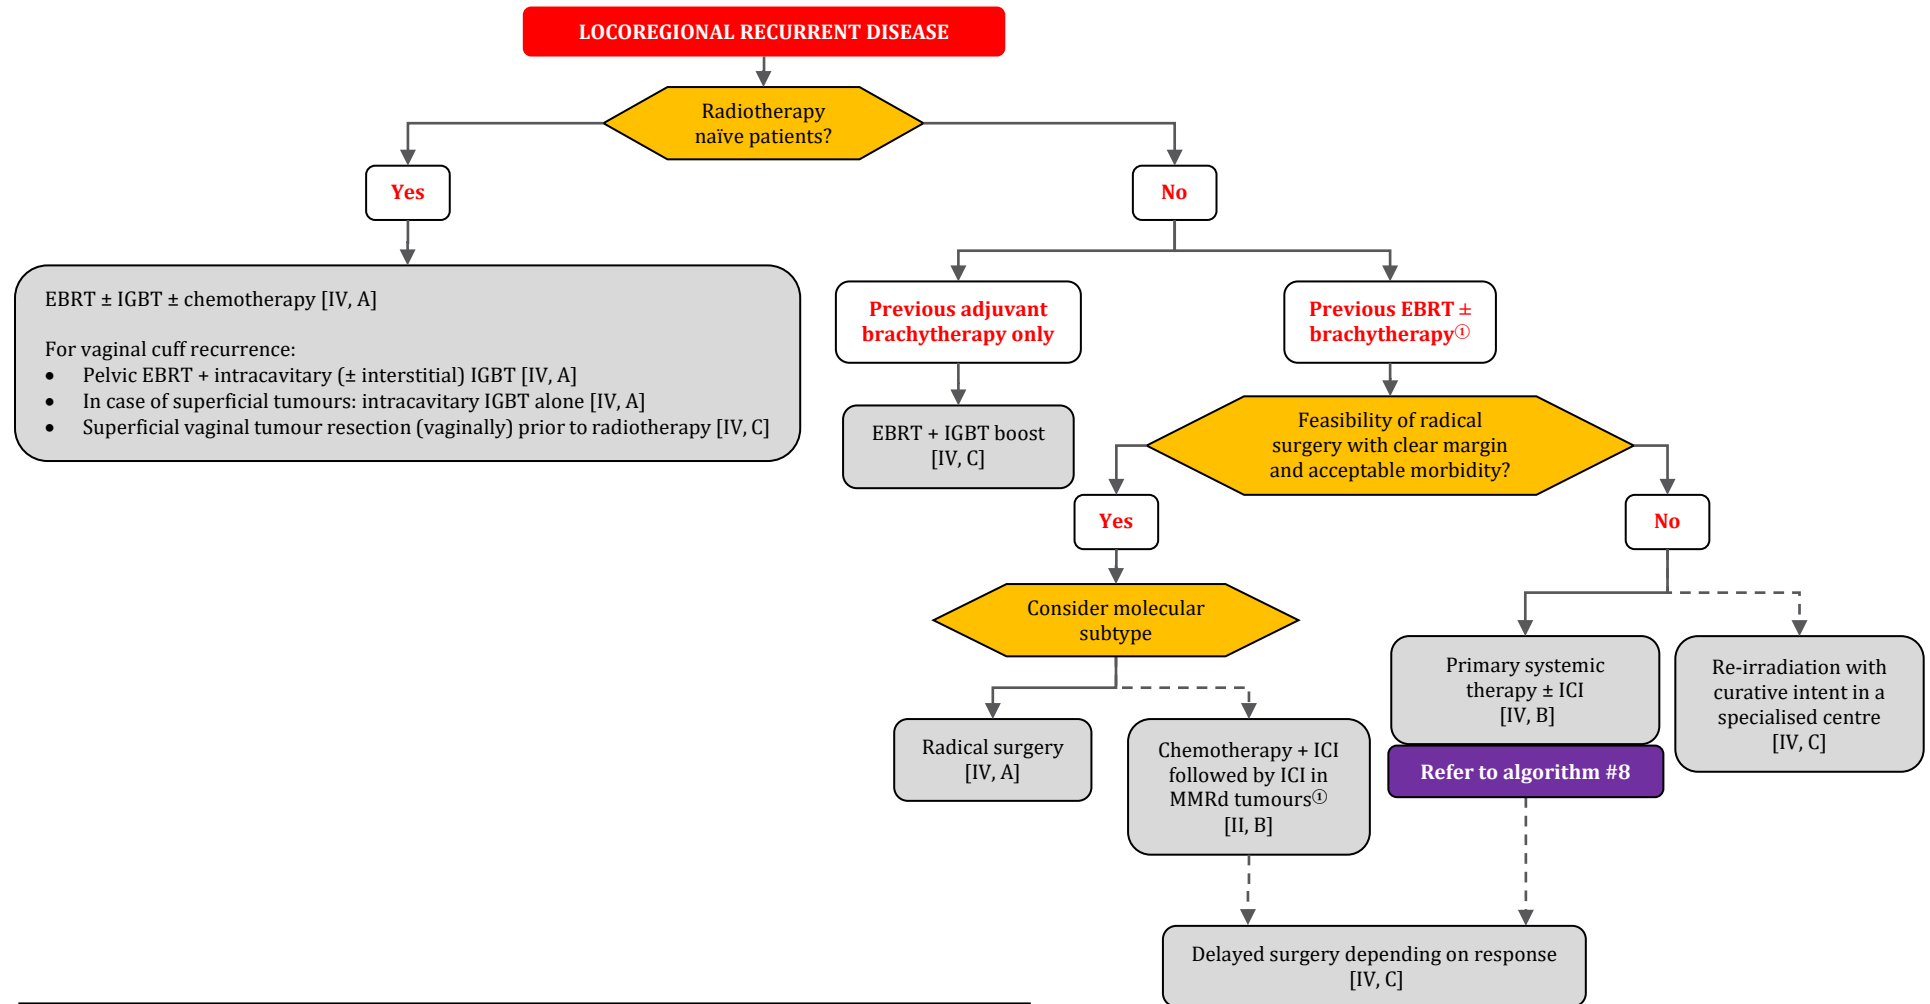 LOCOREGIONAL RECURRENT DISEASE
Radiotherapy
naïve patients?
Yes
No
EBRT ± IGBT ± chemotherapy [IV, A]
For vaginal cuff recurrence:
• Pelvic EBRT + intracavitary (± interstitial) IGBT [IV, A]
• In case of superficial tumours: intracavitary IGBT alone [IV, A]
• Superficial vaginal tumour resection (vaginally) prior to radiotherapy [IV, C]
Previous adjuvant
brachytherapy only
Previous EBRT ±
brachytherapy①
EBRT + IGBT boost
[IV, C]
Feasibility of radical
surgery with clear margin
and acceptable morbidity?
Yes
No
Consider molecular
subtype
Radical surgery
[IV, A]
Chemotherapy + ICI
followed by ICI in
MMRd tumours①
[II, B]
Primary systemic
therapy ± ICI
[IV, B]
Refer to algorithm #8
Re-irradiation with
curative intent in a
specialised centre
[IV, C]
Delayed surgery depending on response
[IV, C]